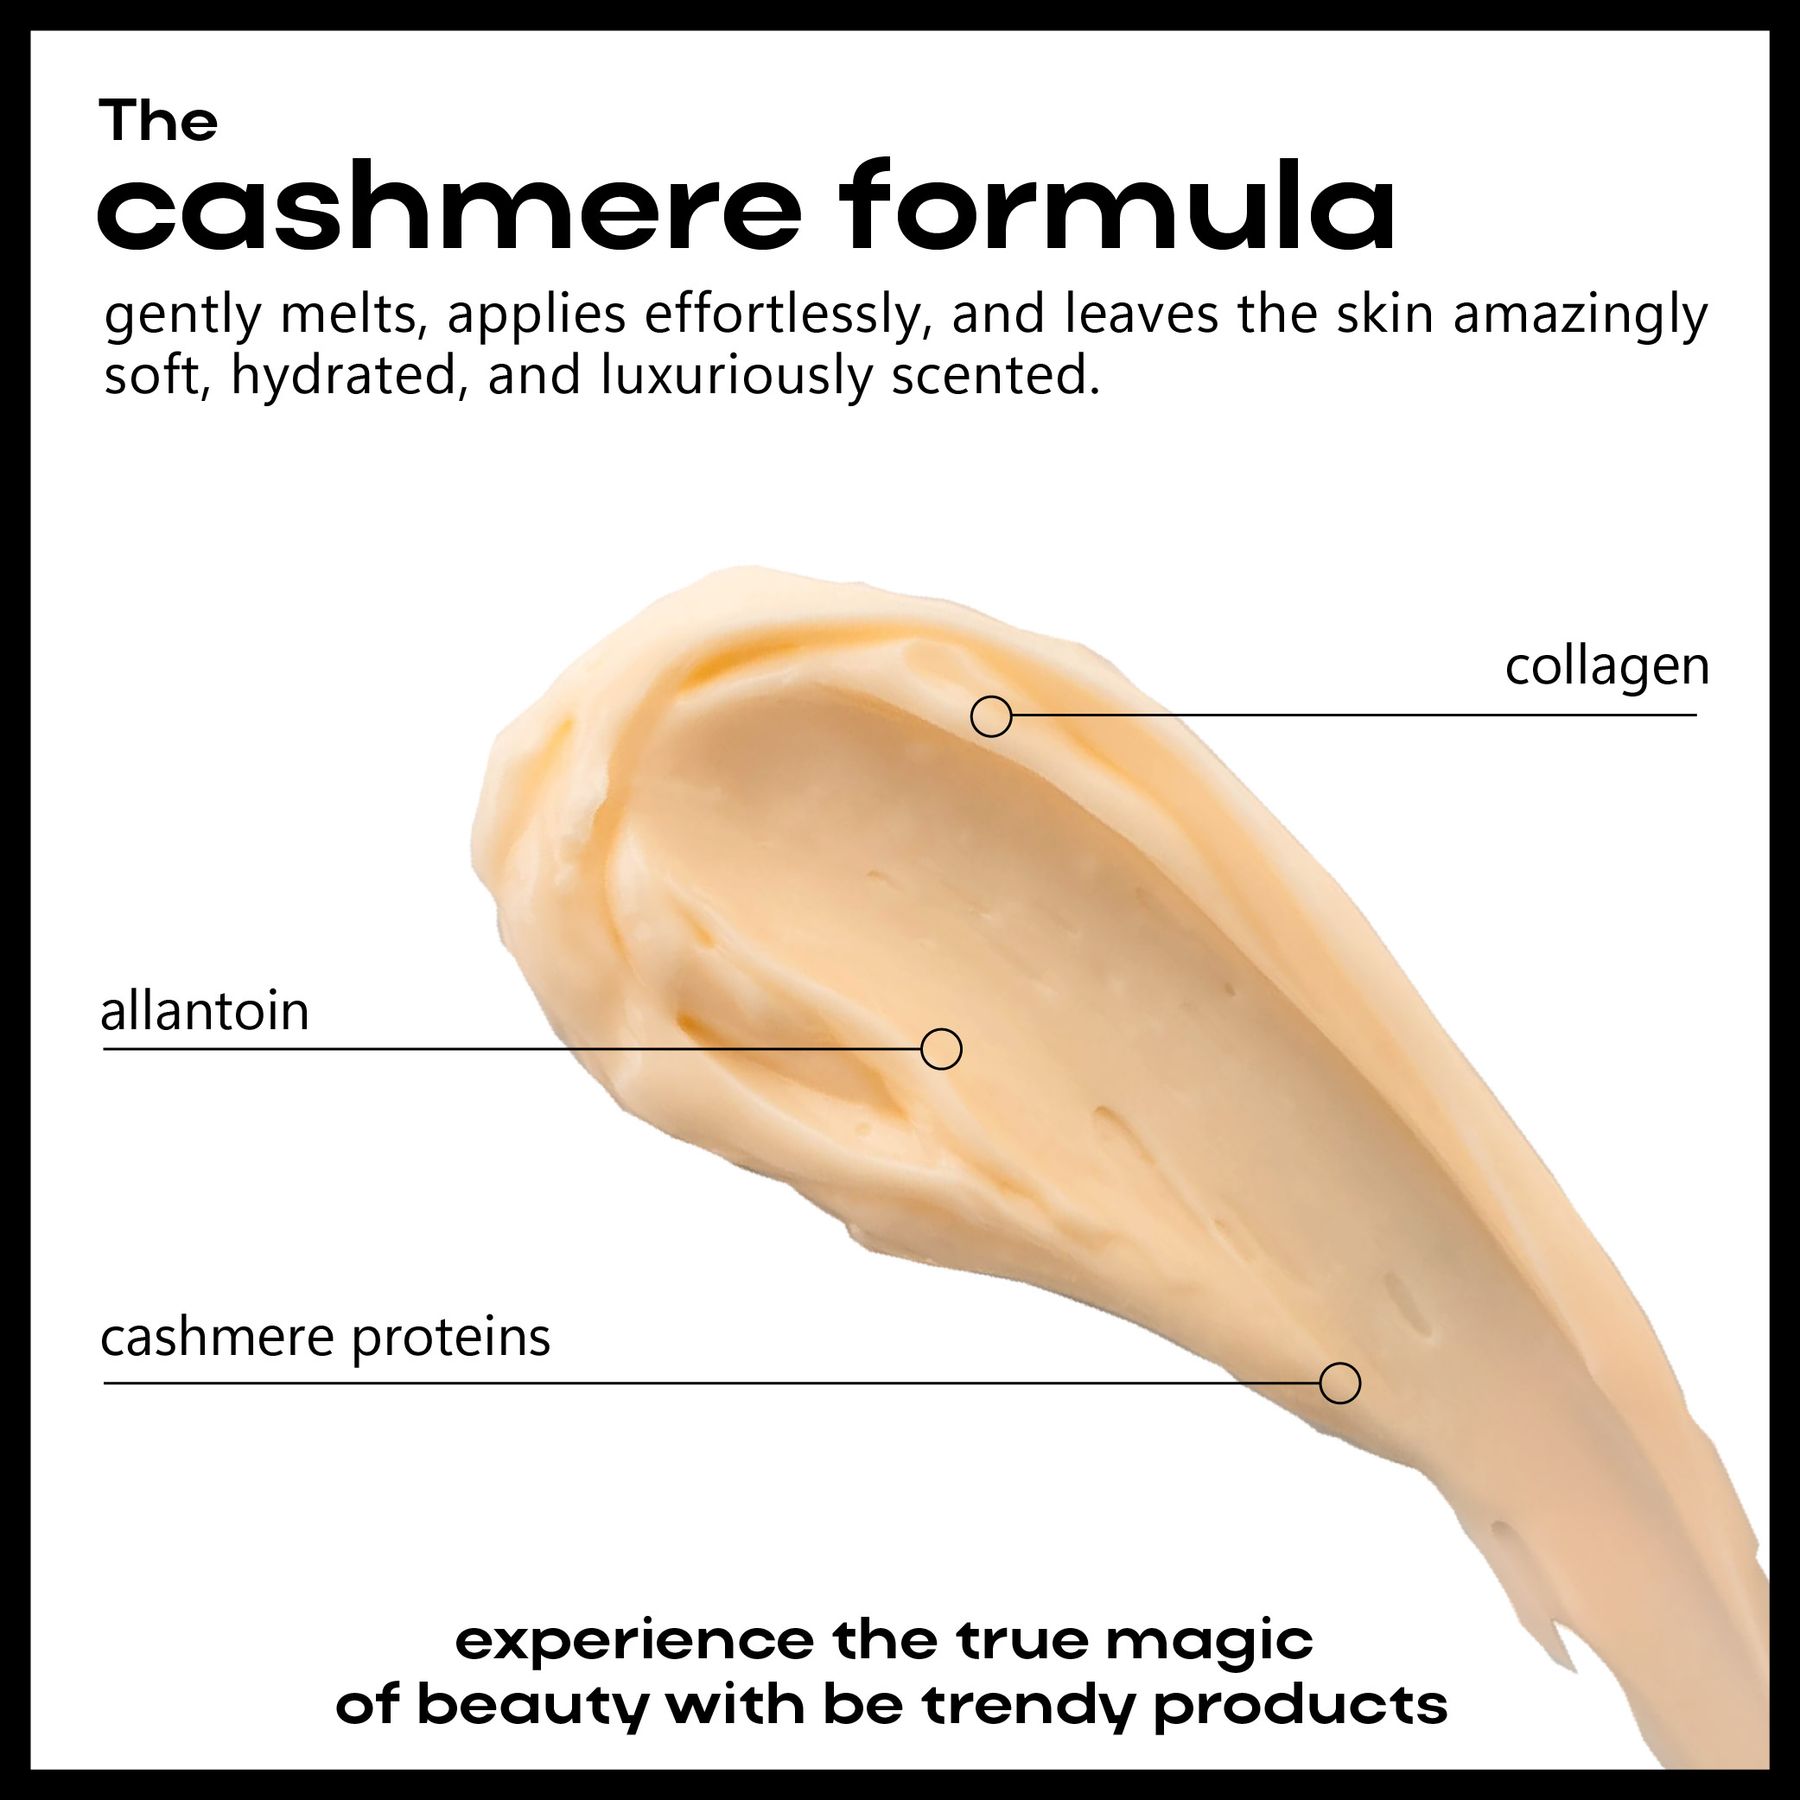 The
cashmere formula
gently melts, applies effortlessly, and leaves the skin amazingly
soft, hydrated, and luxuriously scented.
collagen
allantoin
cashmere proteins
experience the true magic
of beauty with be trendy products